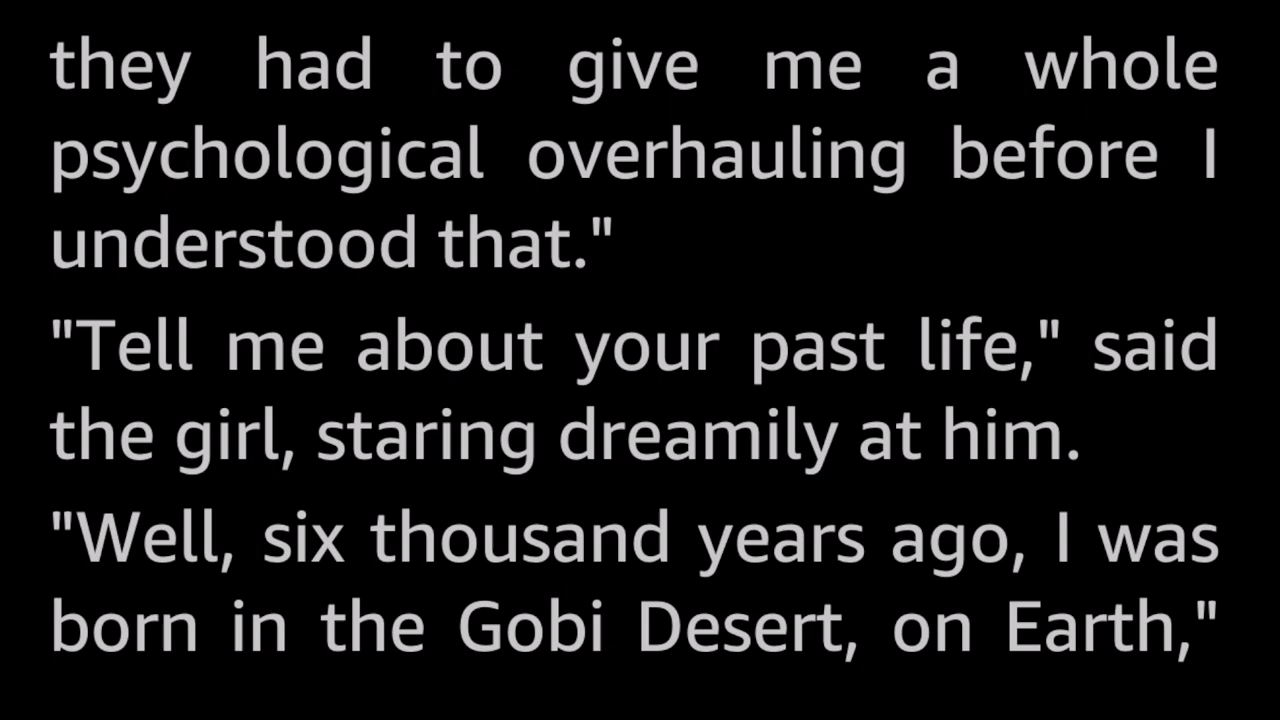 they had to give me a whole
psychological overhauling before I
understood that."
"Tell me about your past life," said
the girl, staring dreamily at him.
"Well, six thousand years ago, I was
born in the Gobi Desert, on Earth,"